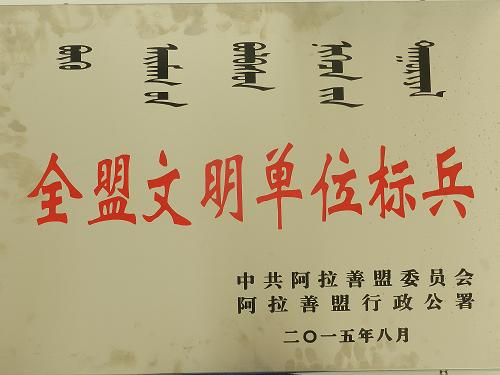 全盟文明单位标兵
中共阿拉善盟委员会
阿拉善盟行政公署
二〇一五年八月